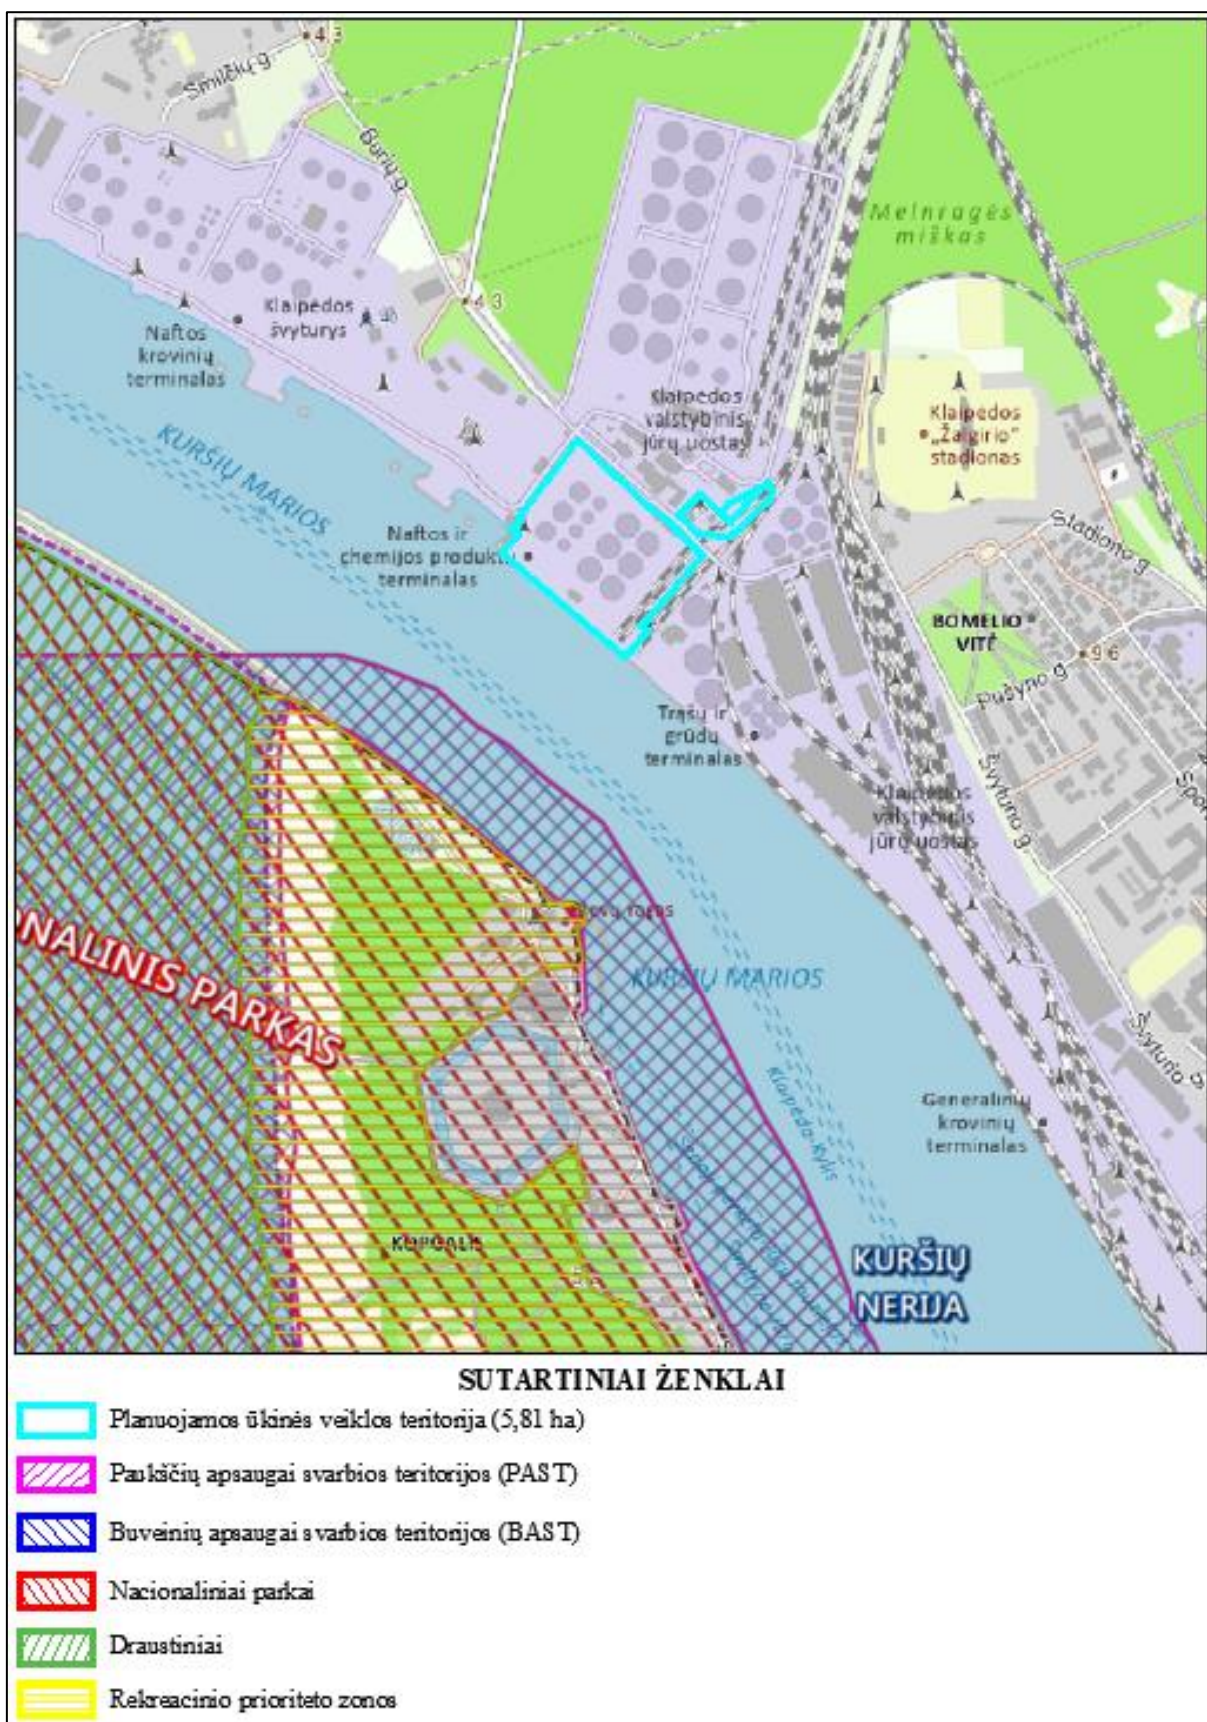 4 3
Smilčių g.
Burių g.
Melnragės
miškas
4 3
Klaipėdos
švyturys
Naftos
krovinių
terminalas
Klaipėdos
valstybinis
jūrų uostas
Klaipėdos
„Žalgirio"
stadionas
KURŠIŲ MARIOS
Stadiono g.
Naftos ir
chemijos produktų
terminalas
BOMELIO
VITĖ
9 6
Pušyno g.
Trąšų ir
grūdų
terminalas
Švyturio g.
Klaipėdos
valstybinis
jūrų uostas
ONALINIS PARKAS
KURŠIŲ MARIOS
Švyturio g.
Klaipėda-Kylis
Generalinių
krovinių
terminalas
KOPGALIS
KURŠIŲ
NERIJA
SUTARTINIAI ŽENKLAI
Planuojamos ūkinės veiklos teritorija (5,81 ha)
Paukščių apsaugai svarbios teritorijos (PAST)
Buveinių apsaugai svarbios teritorijos (BAST)
Nacionaliniai parkai
Draustiniai
Rekreacinio prioriteto zonos